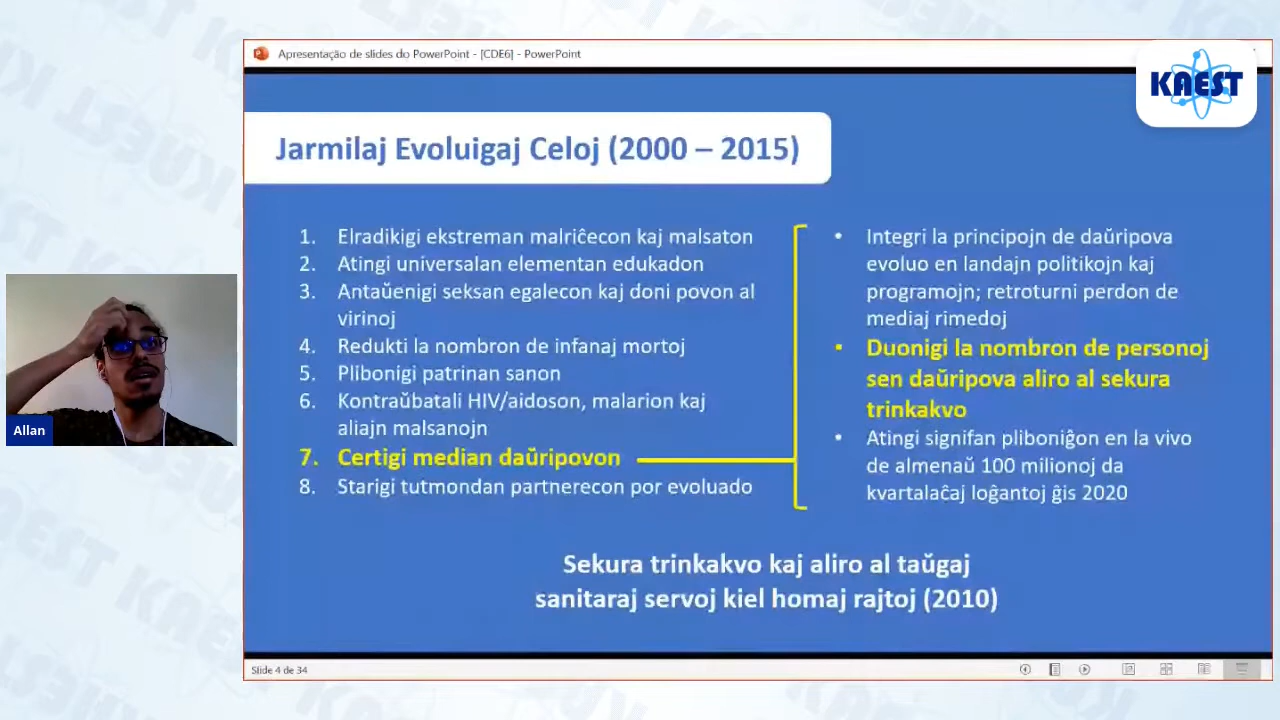 Apresentação de slides do PowerPoint - [CDE6] - PowerPoint
KAEST
Jarmilaj Evoluigaj Celoj (2000 – 2015)
1. Elradikigi ekstreman malriĉecon kaj malsaton
2. Atingi universalan elementan edukadon
3. Antaŭenigi seksan egalecon kaj doni povon al
virinoj
4. Redukti la nombron de infanaj mortoj
5. Plibonigi patrinan sanon
6. Kontraŭbatali HIV/aidoson, malarion kaj
aliajn malsanojn
7. Certigi median daŭripovon
8. Starigi tutmondan partnerecon por evoluado
• Integri la principojn de daŭripova
evoluo en landajn politikojn kaj
programojn; retroturni perdon de
mediaj rimedoj
• Duonigi la nombron de personoj
sen daŭripova aliro al sekura
trinkakvo
• Atingi signifan pliboniĝon en la vivo
de almenaŭ 100 milionoj da
kvartalaĉaj loĝantoj ĝis 2020
Sekura trinkakvo kaj aliro al taŭgaj
sanitaraj servoj kiel homaj rajtoj (2010)
Allan
Slide 4 de 34